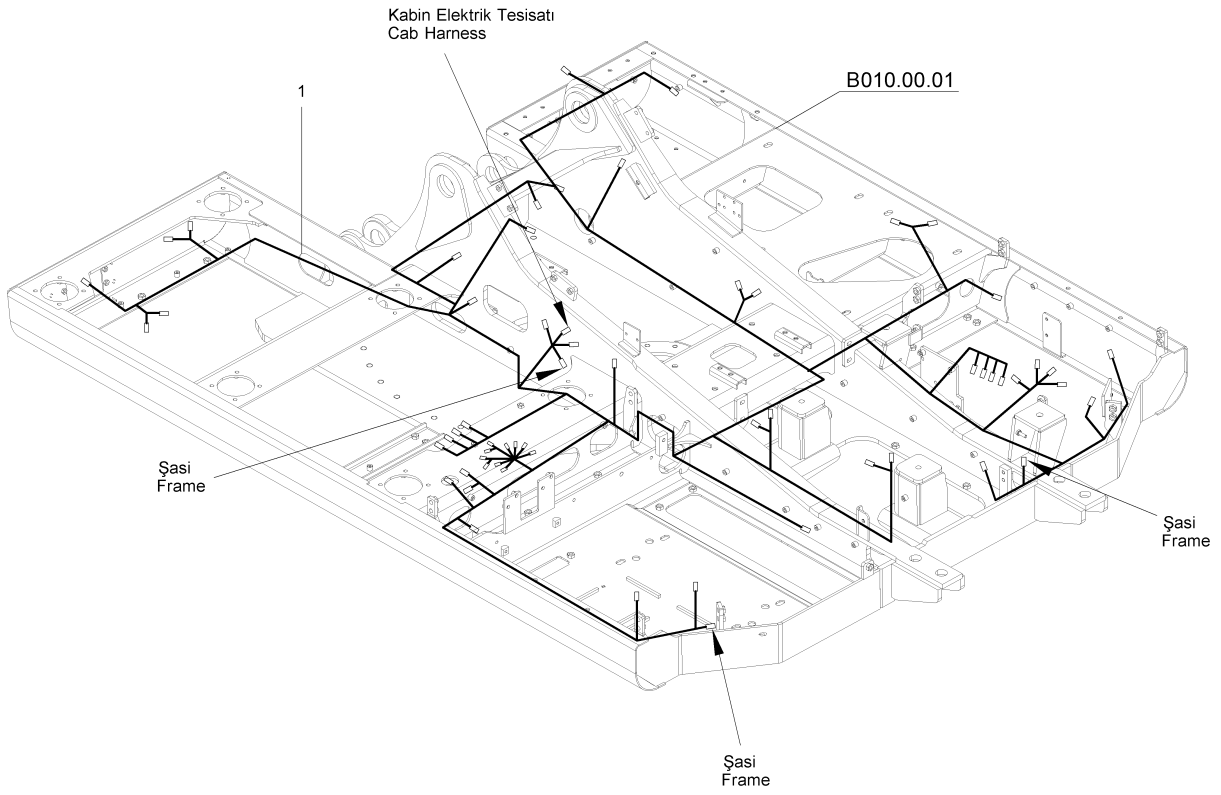 Kabin Elektrik Tesisatı
Cab Harness
B010.00.01
1
Şasi
Frame
Şasi
Frame
Şasi
Frame